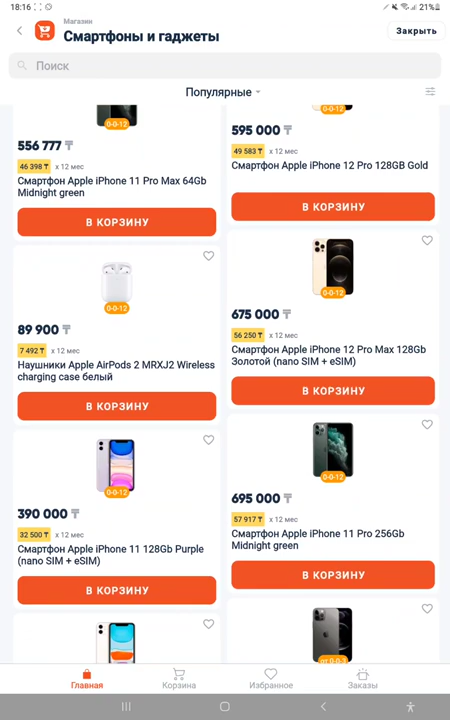 18:16
21%
Магазин
Смартфоны и гаджеты
Закрыть
Поиск
Популярные
0-0-12
556 777 ₸
46 398 ₸ х 12 мес
Смартфон Apple iPhone 11 Pro Max 64Gb
Midnight green
В КОРЗИНУ
0-0-12
595 000 ₸
49 583 ₸ х 12 мес
Смартфон Apple iPhone 12 Pro 128GB Gold
В КОРЗИНУ
0-0-12
89 900 ₸
7 492 ₸ х 12 мес
Наушники Apple AirPods 2 MRXJ2 Wireless
charging case белый
В КОРЗИНУ
0-0-12
675 000 ₸
56 250 ₸ х 12 мес
Смартфон Apple iPhone 12 Pro Max 128Gb
Золотой (nano SIM + eSIM)
В КОРЗИНУ
0-0-12
390 000 ₸
32 500 ₸ х 12 мес
Смартфон Apple iPhone 11 128Gb Purple
(nano SIM + eSIM)
В КОРЗИНУ
0-0-12
695 000 ₸
57 917 ₸ х 12 мес
Смартфон Apple iPhone 11 Pro 256Gb
Midnight green
В КОРЗИНУ
от 0-0-3
Главная
Корзина
Избранное
Заказы